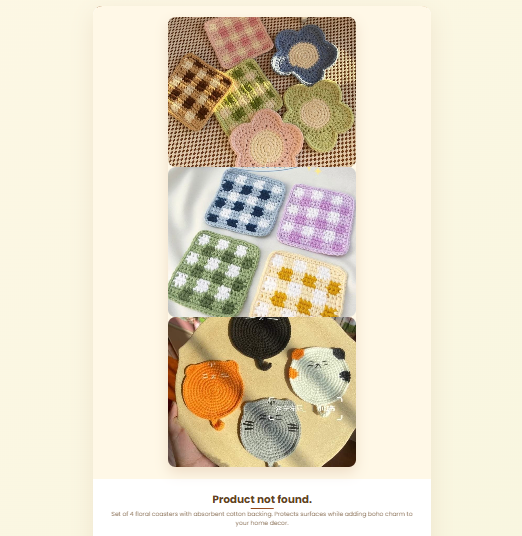 Product not found.
Set of 4 floral coasters with absorbent cotton backing. Protects surfaces while adding boho charm to
your home decor.